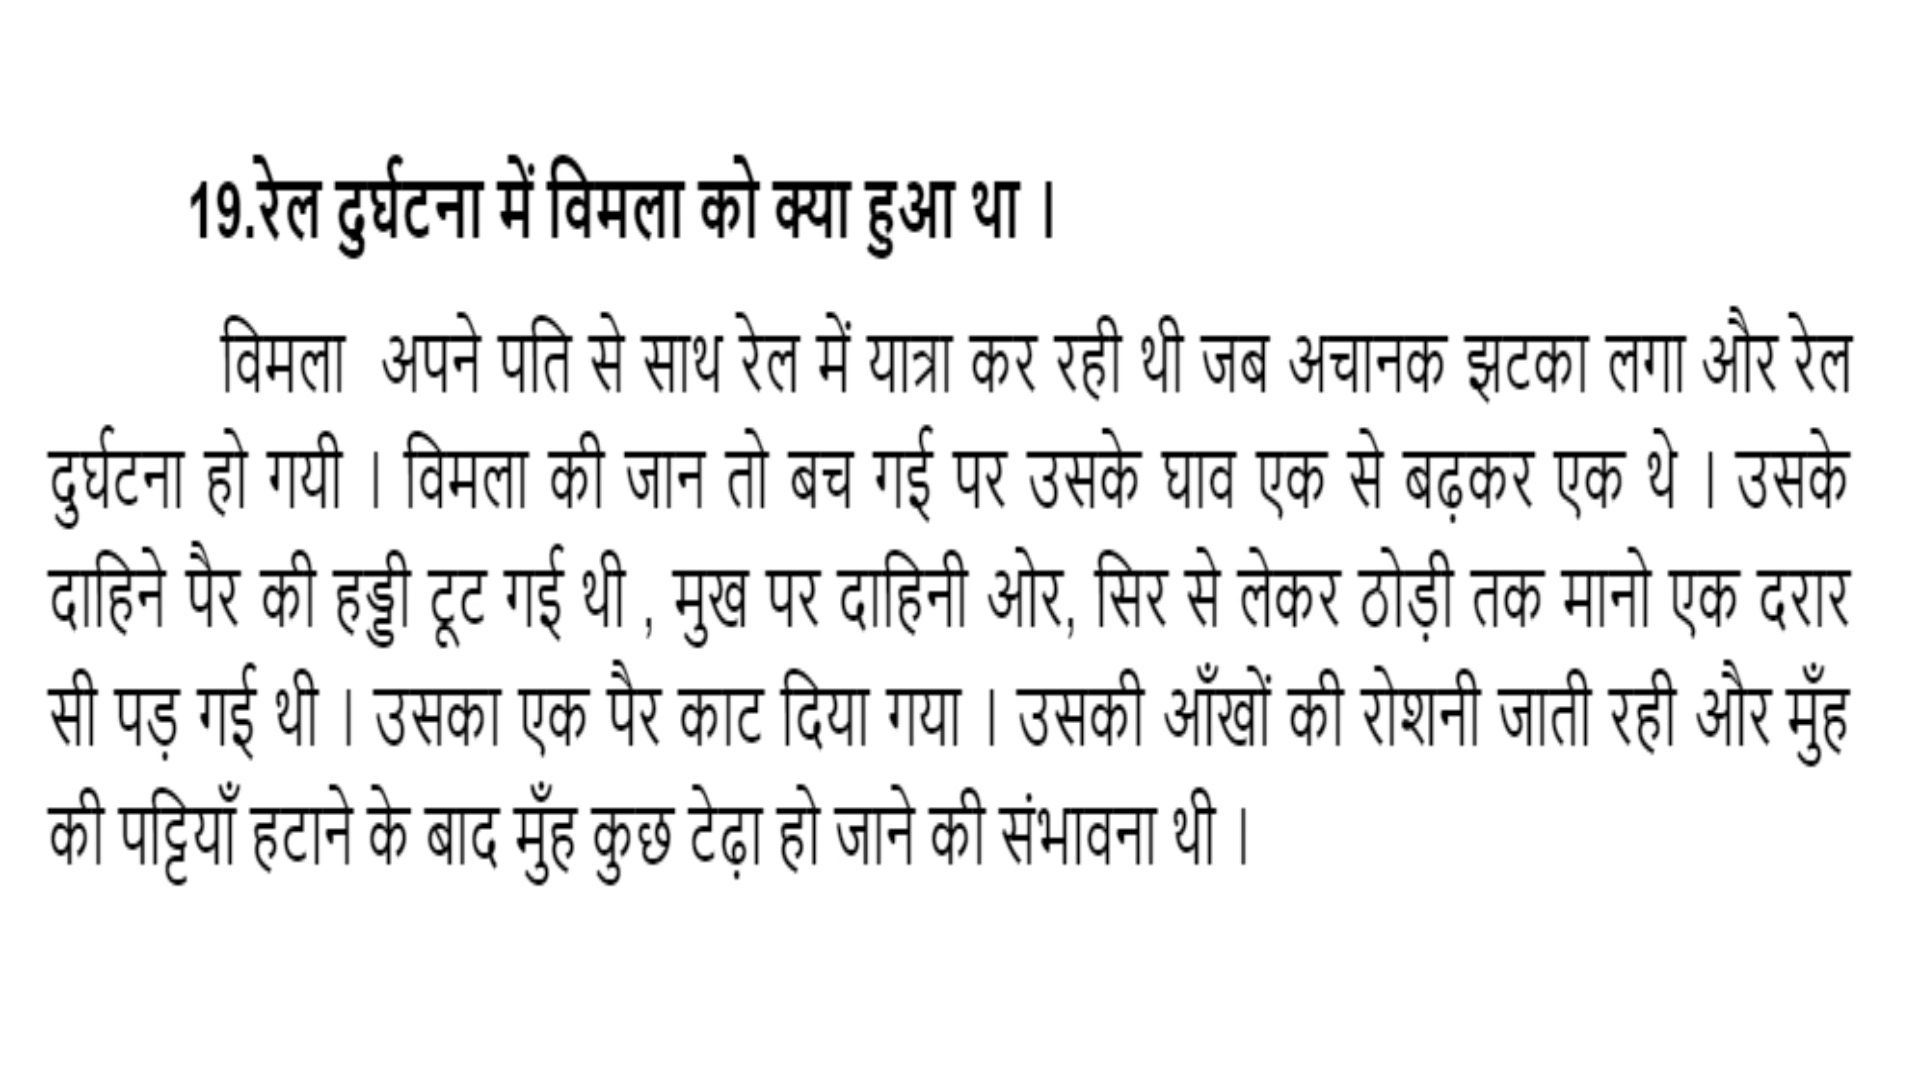 19.रेल दुर्घटना में विमला को क्या हुआ था ।
विमला अपने पति से साथ रेल में यात्रा कर रही थी जब अचानक झटका लगा और रेल
दुर्घटना हो गयी । विमला की जान तो बच गई पर उसके घाव एक से बढ़कर एक थे । उसके
दाहिने पैर की हड्डी टूट गई थी , मुख पर दाहिनी ओर, सिर से लेकर ठोड़ी तक मानो एक दरार
सी पड़ गई थी । उसका एक पैर काट दिया गया । उसकी आँखों की रोशनी जाती रही और मुँह
की पट्टियाँ हटाने के बाद मुँह कुछ टेढ़ा हो जाने की संभावना थी ।